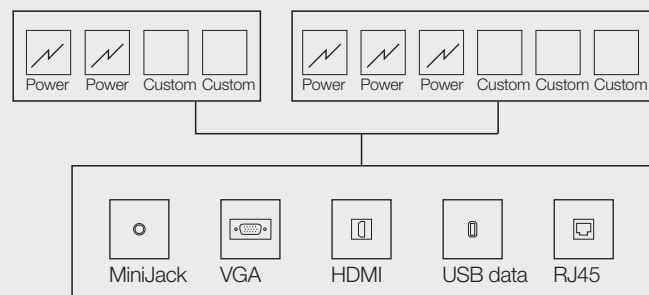 Power Power Custom Custom
Power Power Power Custom Custom Custom
MiniJack VGA HDMI USB data RJ45